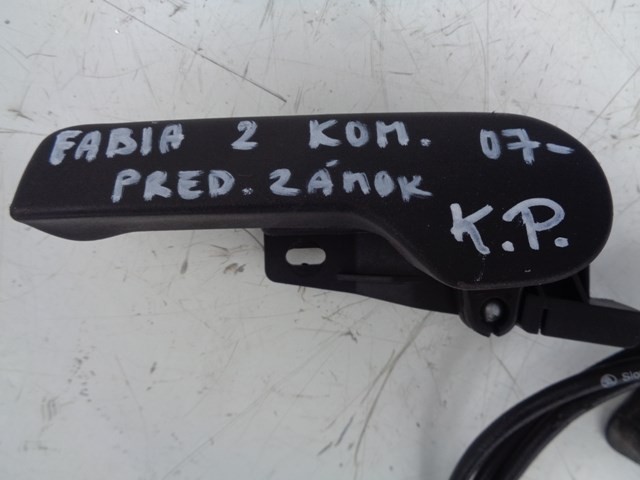 FABIA 2 KOM. 07-
PRED. ZÁMOK
K.P.